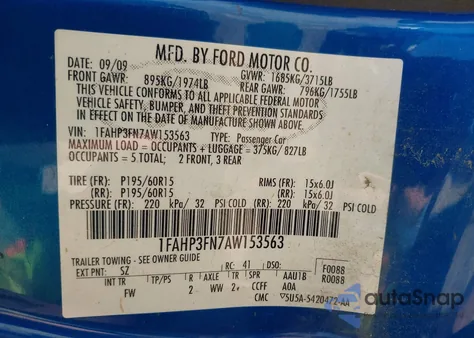 MFD. BY FORD MOTOR CO.
09/09 GVWR: 1685KG/3715LB
FRONT GAWR: 895KG/1974LB REAR GAWR: 796KG/1755LB
THIS VEHICLE CONFORMS TO ALL APPLICABLE FEDERAL MOTOR
VEHICLE SAFETY, BUMPER, AND THEFT PREVENTION STANDARDS
IN EFFECT ON THE DATE OF MANUFACTURE SHOWN ABOVE.
VIN: 1FAHP3FN7AW153563 TYPE: Passenger Car
MAXIMUM LOAD = OCCUPANTS + LUGGAGE = 375KG/ 827LB
OCCUPANTS = 5 TOTAL: 2 FRONT, 3 REAR
TIRE (FR): P195/60R15 RIMS (FR): 15x6.0J
(RR): P195/60R15 (RR): 15x6.0J
PRESSURE (FR): 220 kPa/ 32 PSI COLD (RR): 220 kPa/ 32 PSI COLD
1FAHP3FN7AW153563
TRAILER TOWING - SEE OWNER GUIDE
EXT PNT: SZ RC: 41 DSO: F0088
R0088
INT TR TP/PS R AX TR SPR AAU1B
FW 2 WW 2+ CCFF A0A
CMC 5U5A-5420472-AA
autoSnap